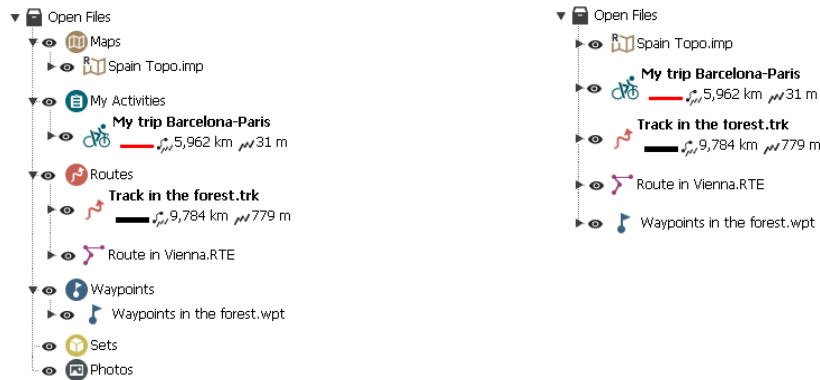 Open Files
Maps
R Spain Topo.imp
My Activities
My trip Barcelona-Paris
5,962 km 31 m
Routes
Track in the forest.trk
9,784 km 779 m
Route in Vienna.RTE
Waypoints
Waypoints in the forest.wpt
Sets
Photos
Open Files
R Spain Topo.imp
My trip Barcelona-Paris
5,962 km 31 m
Track in the forest.trk
9,784 km 779 m
Route in Vienna.RTE
Waypoints in the forest.wpt